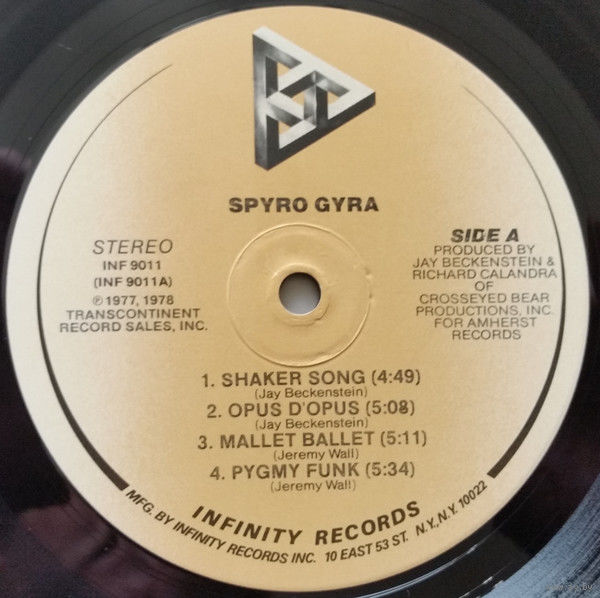 SPYRO GYRA
STEREO
INF 9011
(INF 9011A)
℗ 1977, 1978
TRANSCONTINENT
RECORD SALES, INC.
SIDE A
PRODUCED BY
JAY BECKENSTEIN &
RICHARD CALANDRA
OF
CROSSEYED BEAR
PRODUCTIONS, INC.
FOR AMHERST
RECORDS
1. SHAKER SONG (4:49)
(Jay Beckenstein)
2. OPUS D'OPUS (5:08)
(Jay Beckenstein)
3. MALLET BALLET (5:11)
(Jeremy Wall)
4. PYGMY FUNK (5:34)
(Jeremy Wall)
INFINITY RECORDS
MFG. BY INFINITY RECORDS INC. 10 EAST 53 ST. N.Y., N.Y. 10022